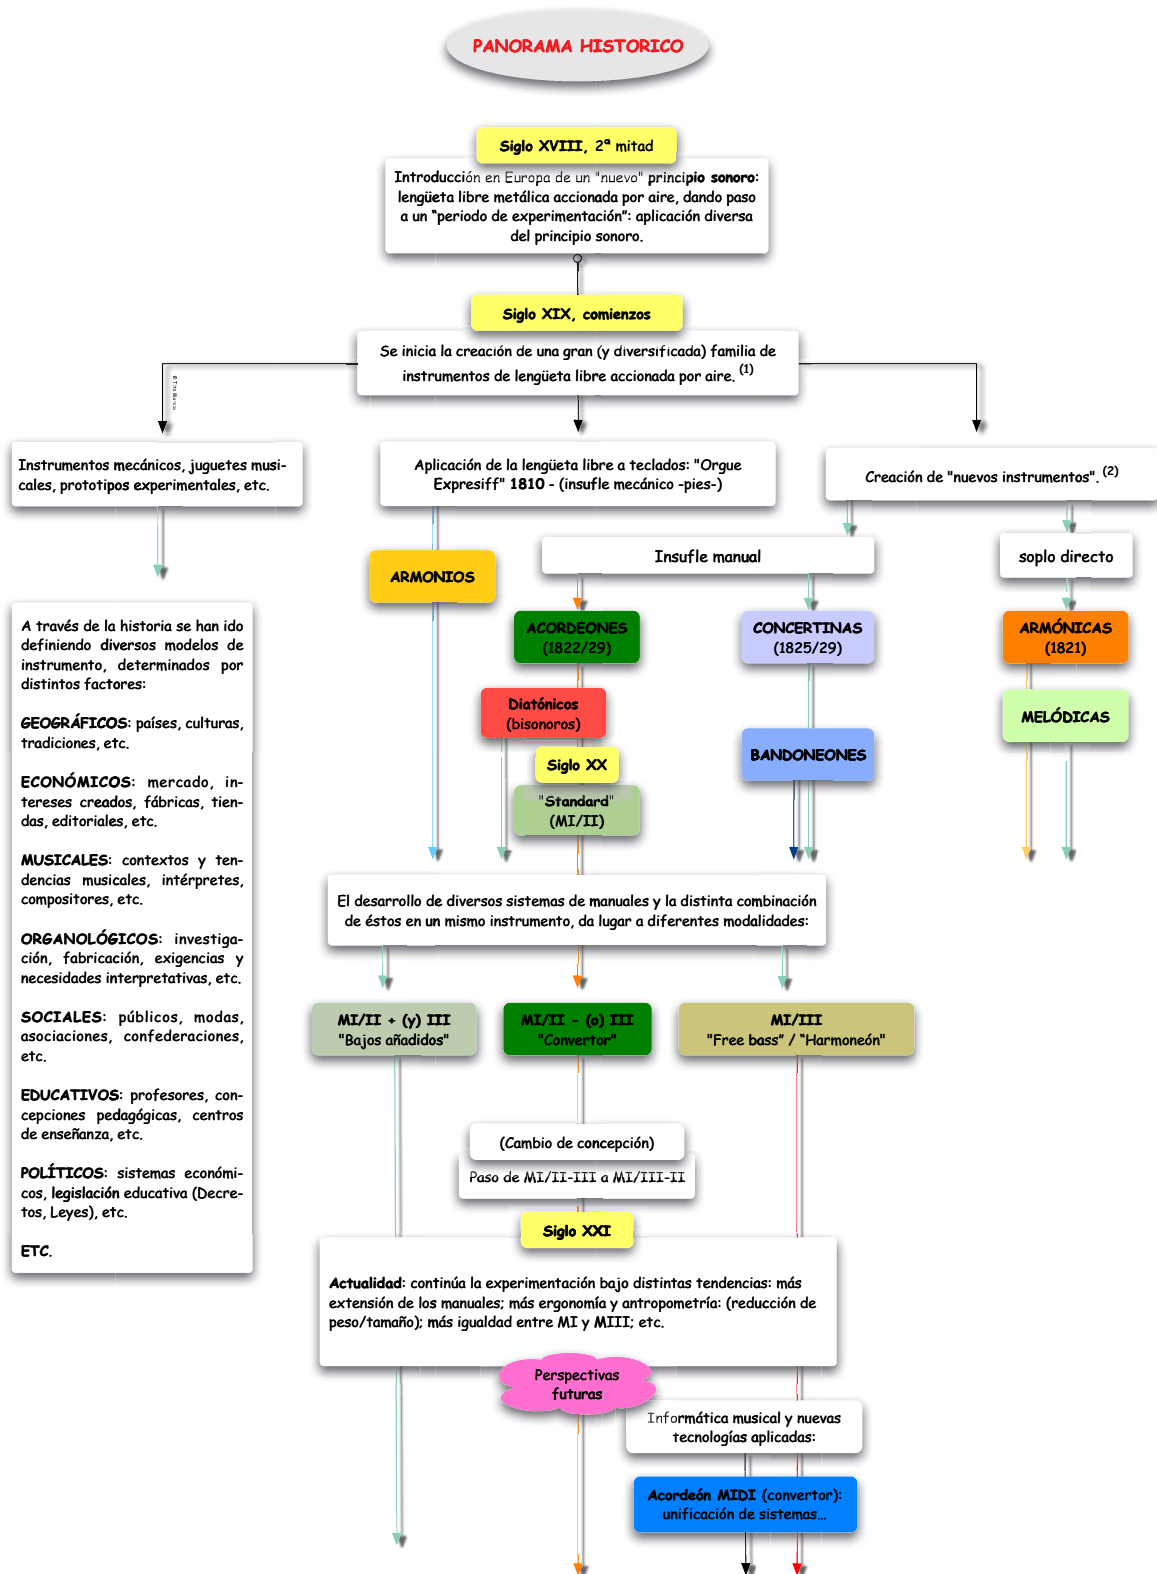 PANORAMA HISTORICO
Siglo XVIII, 2ª mitad
Introducción en Europa de un "nuevo" principio sonoro:
lengüeta libre metálica accionada por aire, dando paso
a un “periodo de experimentación”: aplicación diversa
del principio sonoro.
Siglo XIX, comienzos
Se inicia la creación de una gran (y diversificada) familia de
instrumentos de lengüeta libre accionada por aire. (1)
Instrumentos mecánicos, juguetes musi-
cales, prototipos experimentales, etc.
Aplicación de la lengüeta libre a teclados: "Orgue
Expresiff" 1810 - (insufle mecánico -pies-)
Creación de "nuevos instrumentos". (2)
Insufle manual
soplo directo
ARMONIOS
ACORDEONES
(1822/29)
CONCERTINAS
(1825/29)
ARMÓNICAS
(1821)
Diatónicos
(bisonoros)
MELÓDICAS
BANDONEONES
Siglo XX
"Standard"
(MI/II)
A través de la historia se han ido
definiendo diversos modelos de
instrumento, determinados por
distintos factores:
GEOGRÁFICOS: países, culturas,
tradiciones, etc.
ECONÓMICOS: mercado, in-
tereses creados, fábricas, tien-
das, editoriales, etc.
MUSICALES: contextos y ten-
dencias musicales, intérpretes,
compositores, etc.
ORGANOLÓGICOS: investiga-
ción, fabricación, exigencias y
necesidades interpretativas, etc.
SOCIALES: públicos, modas,
asociaciones, confederaciones,
etc.
EDUCATIVOS: profesores, con-
cepciones pedagógicas, centros
de enseñanza, etc.
POLÍTICOS: sistemas económi-
cos, legislación educativa (Decre-
tos, Leyes), etc.
ETC.
El desarrollo de diversos sistemas de manuales y la distinta combinación
de éstos en un mismo instrumento, da lugar a diferentes modalidades:
MI/II + (y) III
"Bajos añadidos"
MI/II - (o) III
"Convertor"
MI/III
"Free bass” / “Harmoneón"
(Cambio de concepción)
Paso de MI/II-III a MI/III-II
Siglo XXI
Actualidad: continúa la experimentación bajo distintas tendencias: más
extensión de los manuales; más ergonomía y antropometría: (reducción de
peso/tamaño); más igualdad entre MI y MIII; etc.
Perspectivas
futuras
Informática musical y nuevas
tecnologías aplicadas:
Acordeón MIDI (convertor):
unificación de sistemas...